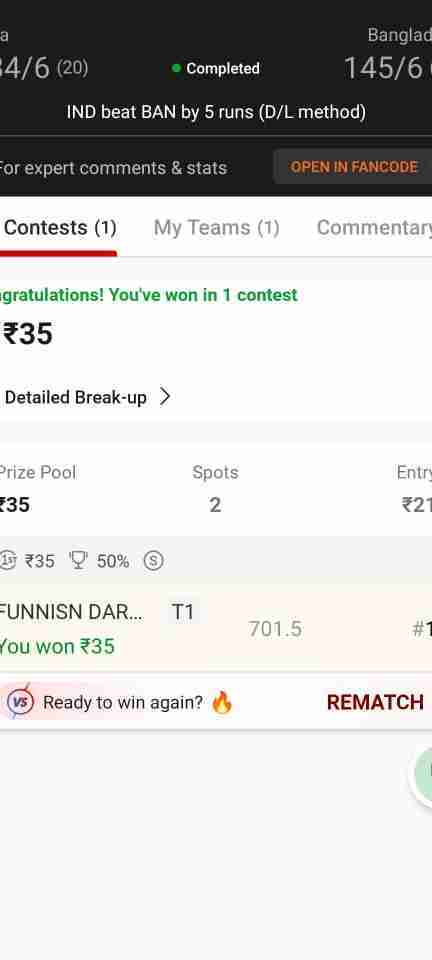 a Banglad
34/6 (20) Completed 145/6
IND beat BAN by 5 runs (D/L method)
For expert comments & stats OPEN IN FANCODE
Contests (1) My Teams (1) Commentary
ngratulations! You've won in 1 contest
₹35
Detailed Break-up
Prize Pool Spots Entry
₹35 2 ₹21
1ST ₹35 50% S
FUNNISN DAR... T1
701.5 #1
You won ₹35
VS Ready to win again? 🔥 REMATCH